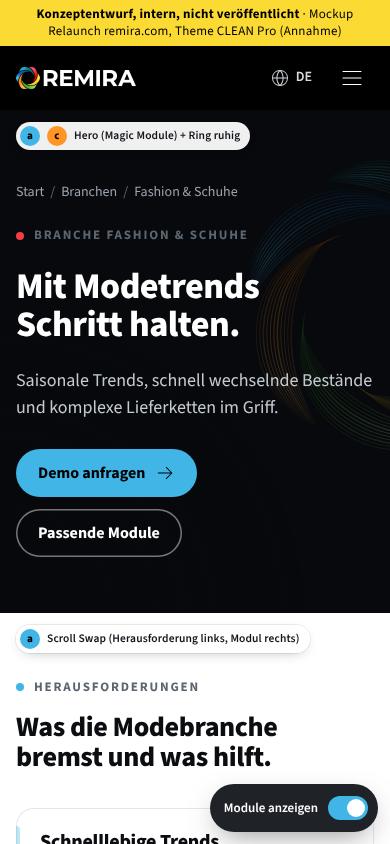 Konzeptentwurf, intern, nicht veröffentlicht · Mockup
Relaunch remira.com, Theme CLEAN Pro (Annahme)
REMIRA
DE
a c Hero (Magic Module) + Ring ruhig
Start / Branchen / Fashion & Schuhe
BRANCHE FASHION & SCHUHE
Mit Modetrends
Schritt halten.
Saisonale Trends, schnell wechselnde Bestände
und komplexe Lieferketten im Griff.
Demo anfragen
Passende Module
a Scroll Swap (Herausforderung links, Modul rechts)
HERAUSFORDERUNGEN
Was die Modebranche
bremst und was hilft.
Module anzeigen
Schnelllebige Trends